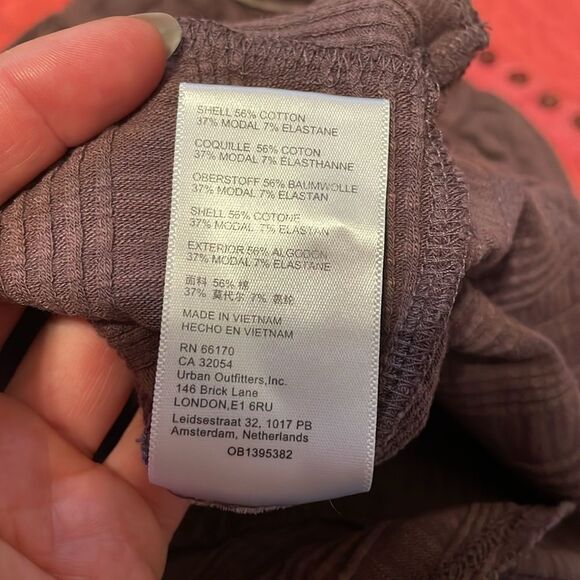 SHELL 56% COTTON
37% MODAL 7% ELASTANE
COQUILLE 56% COTON
37% MODAL 7% ELASTHANNE
OBERSTOFF 56% BAUMWOLLE
37% MODAL 7% ELASTAN
SHELL 56% COTONE
37% MODAL 7% ELASTAN
EXTERIOR 56% ALGODON
37% MODAL 7% ELASTANE
面料 56% 棉
37% 莫代尔 7% 氨纶
MADE IN VIETNAM
HECHO EN VIETNAM
RN 66170
CA 32054
Urban Outfitters,Inc.
146 Brick Lane
LONDON,E1 6RU
Leidsestraat 32, 1017 PB
Amsterdam, Netherlands
OB1395382